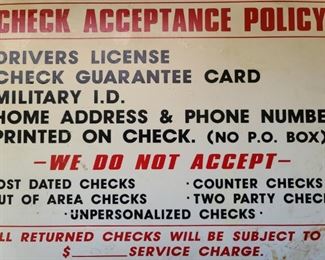 CHECK ACCEPTANCE POLICY
DRIVERS LICENSE
CHECK GUARANTEE CARD
MILITARY I.D.
HOME ADDRESS & PHONE NUMBE
PRINTED ON CHECK. (NO P.O. BOX)
-WE DO NOT ACCEPT-
OST DATED CHECKS · COUNTER CHECKS
UT OF AREA CHECKS · TWO PARTY CHECK
· UNPERSONALIZED CHECKS ·
LL RETURNED CHECKS WILL BE SUBJECT TO
$______SERVICE CHARGE.